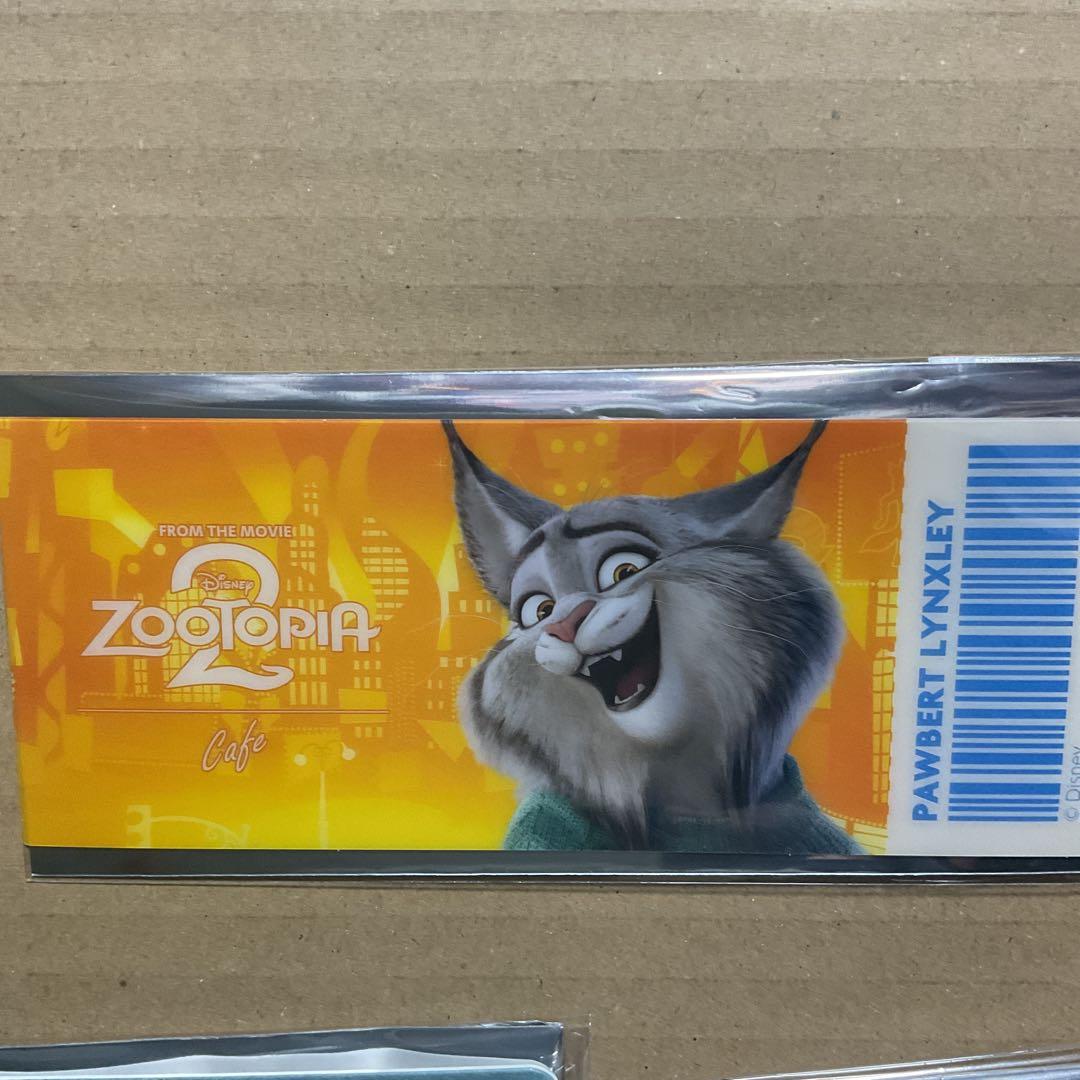 FROM THE MOVIE
Disney
ZOOTOPIA
2
Cafe
PAWBERT LYNXLEY
© Disney